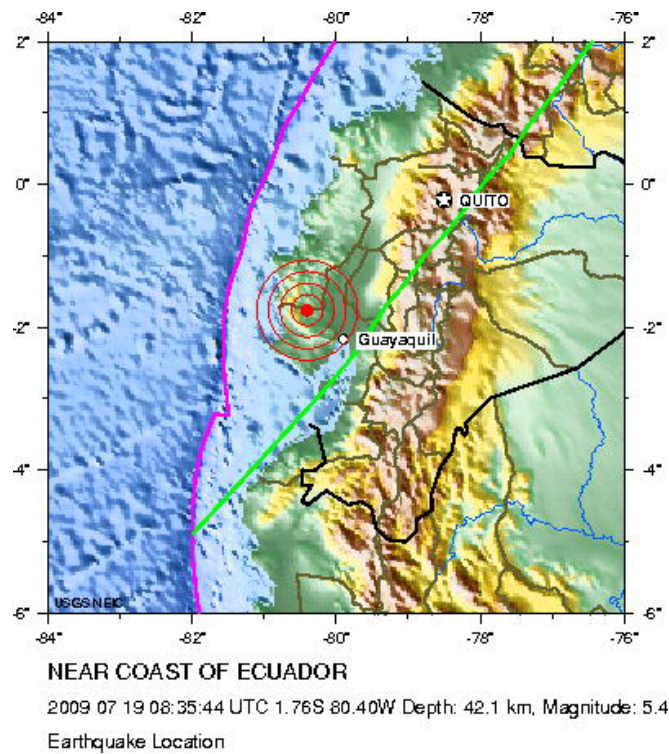 -84° -82° -80° -78° -76°
2° 2°
0° 0°
QUITO
-2° -2°
Guayaquil
-4° -4°
-6° -6°
USGS NEIC
-84° -82° -80° -78° -76°
NEAR COAST OF ECUADOR
2009 07 19 08:35:44 UTC 1.76S 80.40W Depth: 42.1 km, Magnitude: 5.4
Earthquake Location